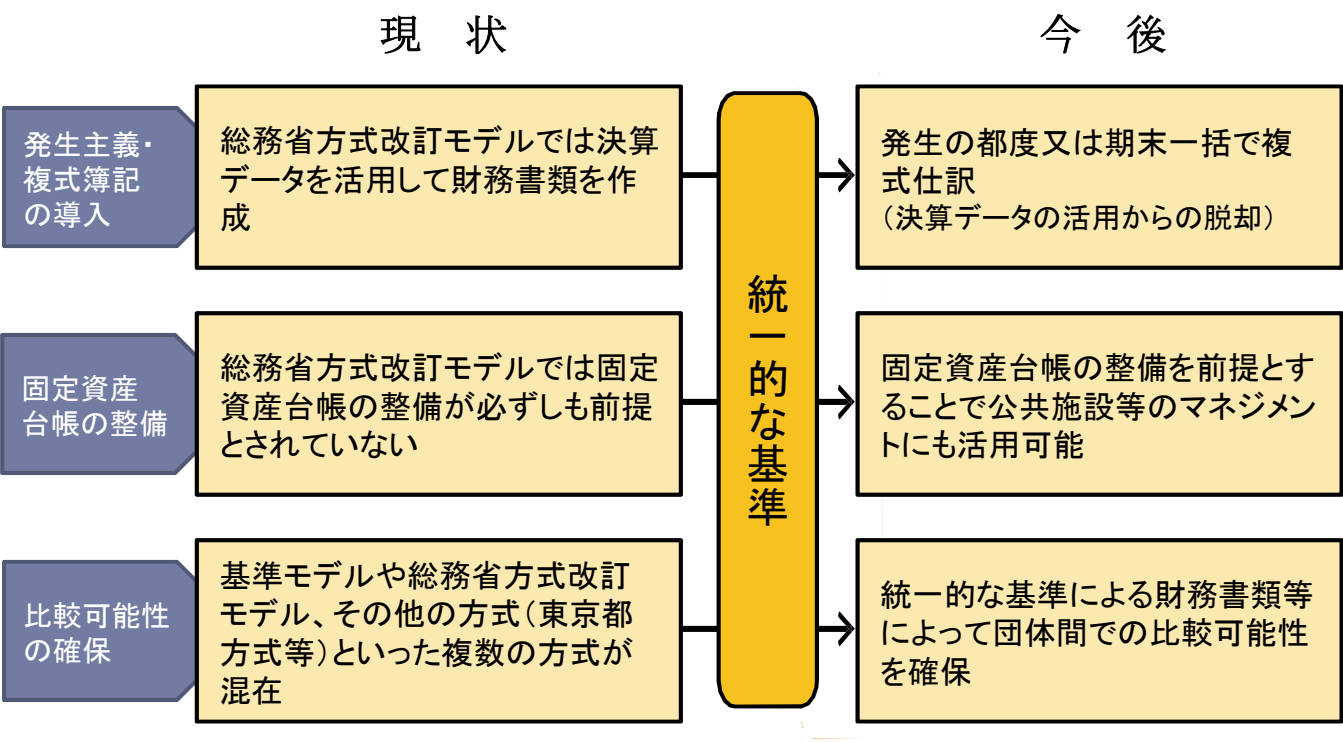 現　状
今　後
発生主義・
複式簿記
の導入
総務省方式改訂モデルでは決算
データを活用して財務書類を作
成
発生の都度又は期末一括で複
式仕訳
（決算データの活用からの脱却）
固定資産
台帳の整備
総務省方式改訂モデルでは固定
資産台帳の整備が必ずしも前提
とされていない
統一的な基準
固定資産台帳の整備を前提とす
ることで公共施設等のマネジメン
トにも活用可能
比較可能性
の確保
基準モデルや総務省方式改訂
モデル、その他の方式（東京都
方式等）といった複数の方式が
混在
統一的な基準による財務書類等
によって団体間での比較可能性
を確保